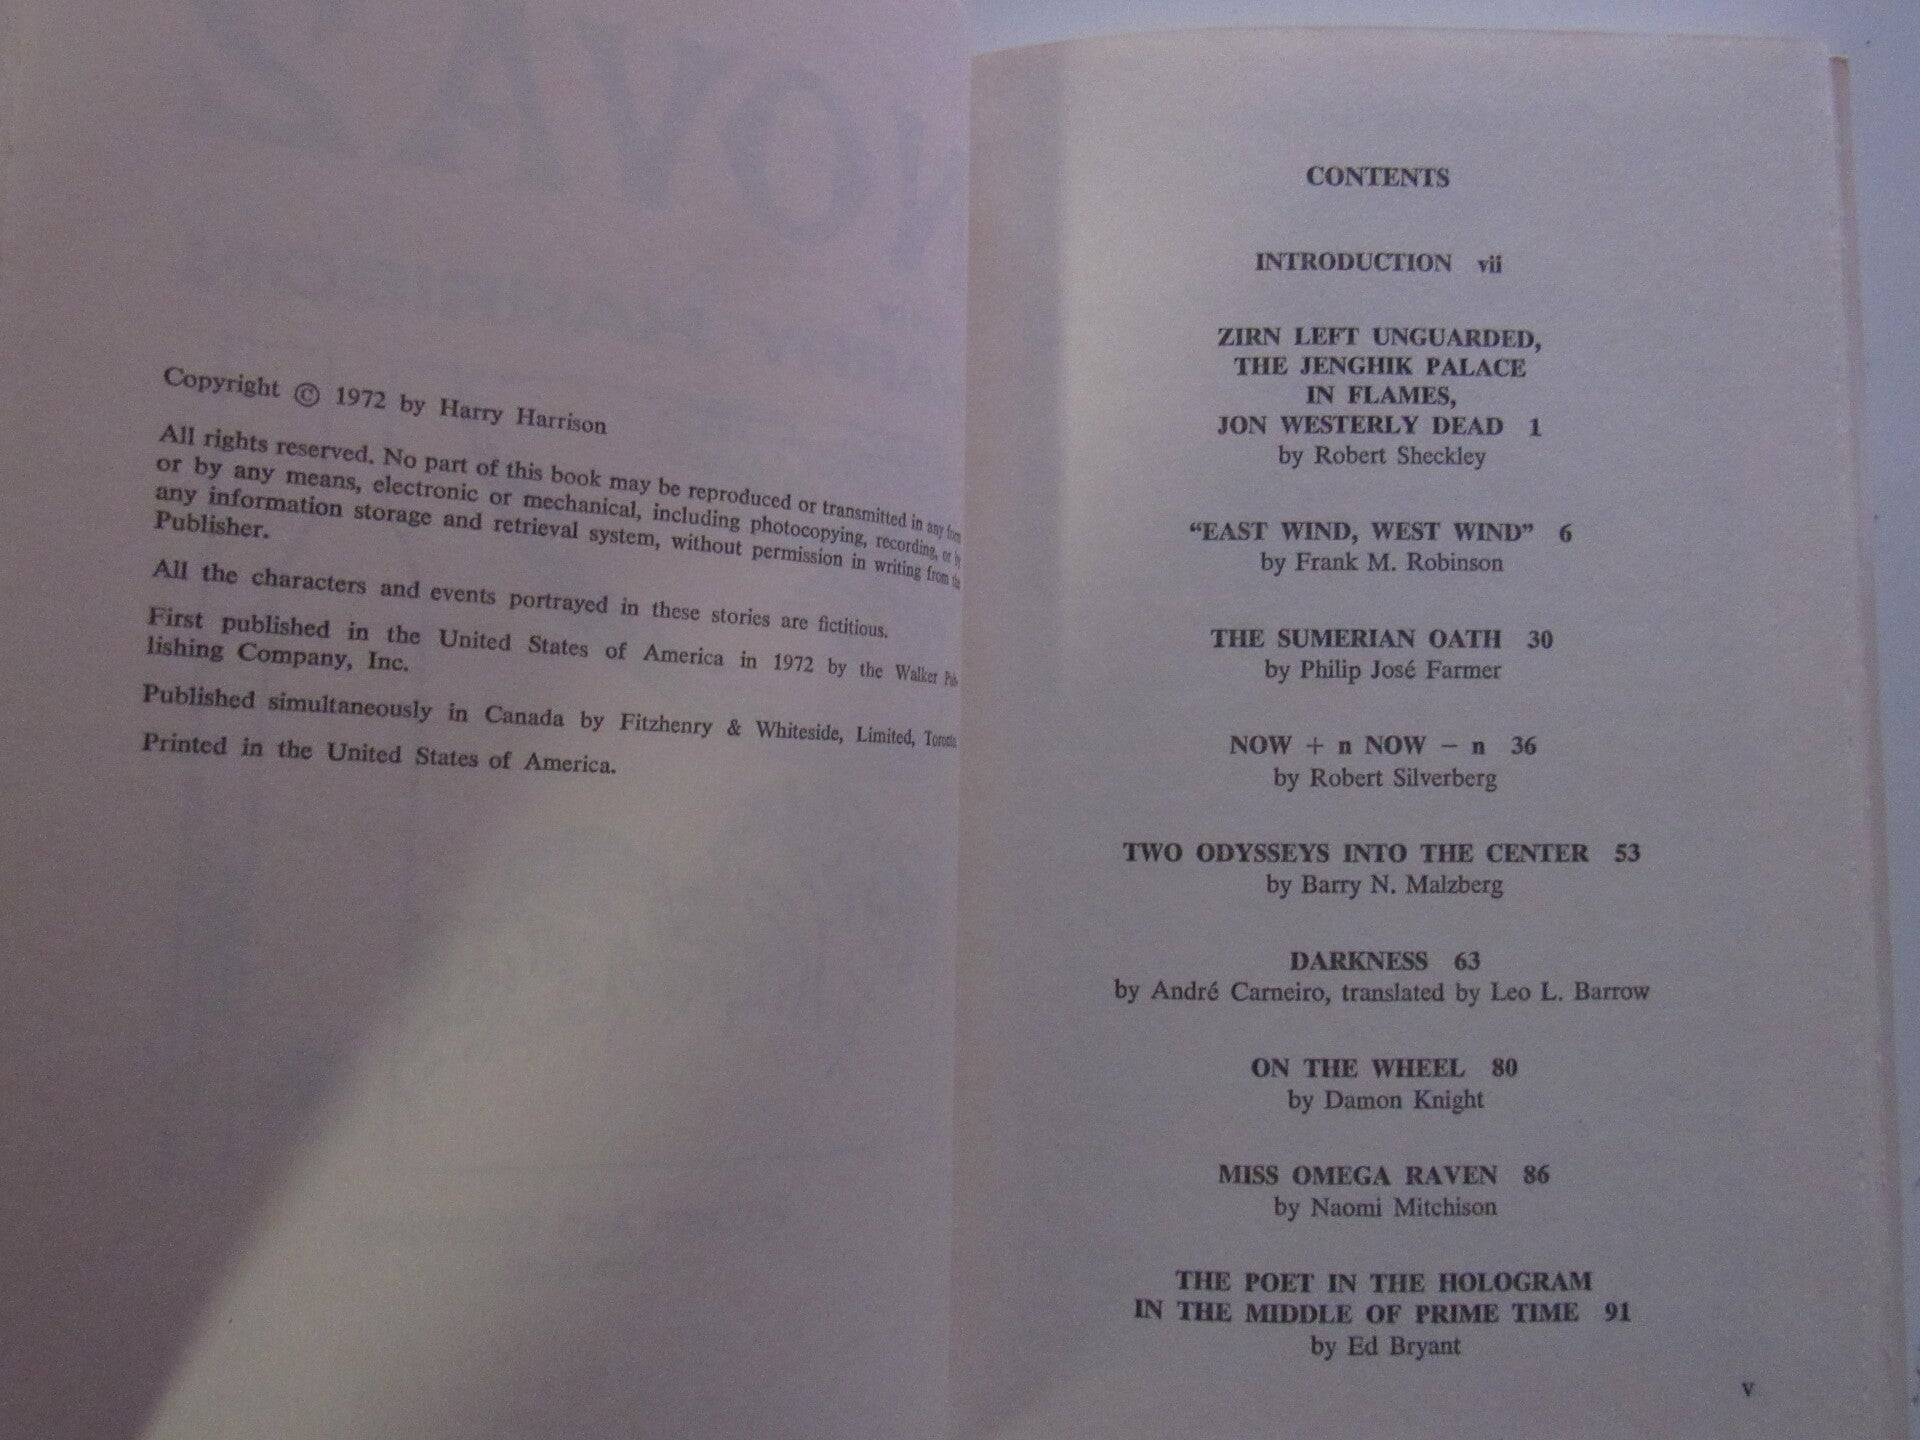 Copyright © 1972 by Harry Harrison
All rights reserved. No part of this book may be reproduced or transmitted in any form
or by any means, electronic or mechanical, including photocopying, recording, or by
any information storage and retrieval system, without permission in writing from the
Publisher.
All the characters and events portrayed in these stories are fictitious.
First published in the United States of America in 1972 by the Walker Pub-
lishing Company, Inc.
Published simultaneously in Canada by Fitzhenry & Whiteside, Limited, Toronto.
Printed in the United States of America.
CONTENTS
INTRODUCTION vii
ZIRN LEFT UNGUARDED,
THE JENGHIK PALACE
IN FLAMES,
JON WESTERLY DEAD 1
by Robert Sheckley
“EAST WIND, WEST WIND” 6
by Frank M. Robinson
THE SUMERIAN OATH 30
by Philip José Farmer
NOW + n NOW − n 36
by Robert Silverberg
TWO ODYSSEYS INTO THE CENTER 53
by Barry N. Malzberg
DARKNESS 63
by André Carneiro, translated by Leo L. Barrow
ON THE WHEEL 80
by Damon Knight
MISS OMEGA RAVEN 86
by Naomi Mitchison
THE POET IN THE HOLOGRAM
IN THE MIDDLE OF PRIME TIME 91
by Ed Bryant
v